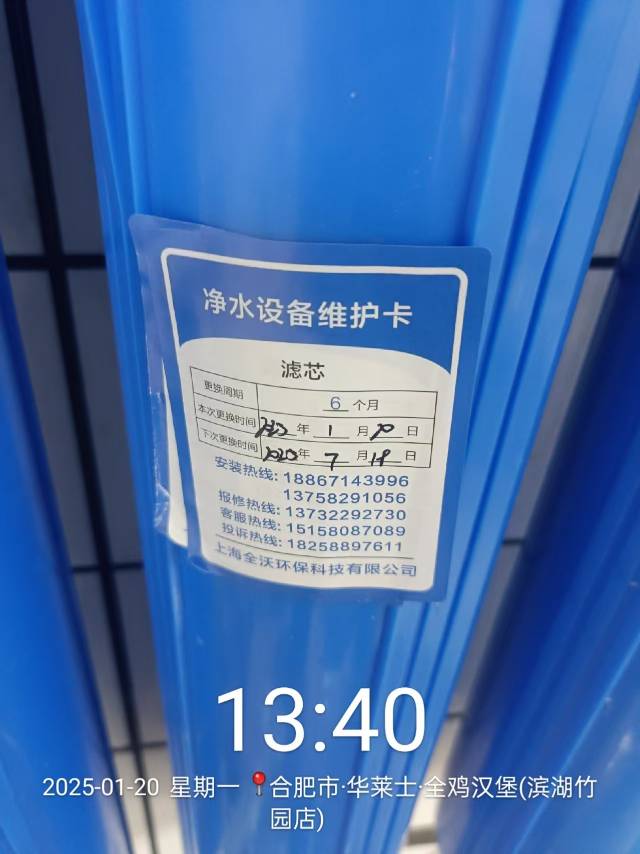 净水设备维护卡
滤芯
更换周期 6 个月
本次更换时间 年 1 月 20 日
下次更换时间 年 7 月 19 日
安装热线: 18867143996
13758291056
报修热线: 13732292730
客服热线: 15158087089
投诉热线: 18258897611
上海全沃环保科技有限公司
13:40
2025-01-20 星期一 合肥市·华莱士·全鸡汉堡(滨湖竹
园店)